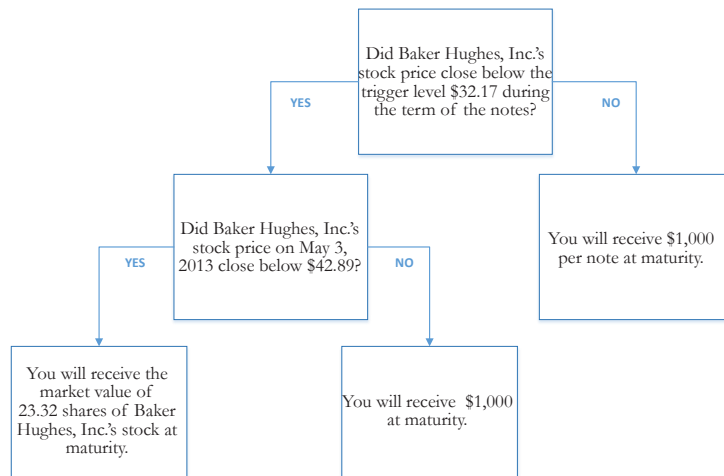 Did Baker Hughes, Inc.'s
stock price close below the
trigger level $32.17 during
the term of the notes?
YES
NO
Did Baker Hughes, Inc.'s
stock price on May 3,
2013 close below $42.89?
You will receive $1,000
per note at maturity.
YES
NO
You will receive the
market value of
23.32 shares of Baker
Hughes, Inc.'s stock at
maturity.
You will receive $1,000
at maturity.